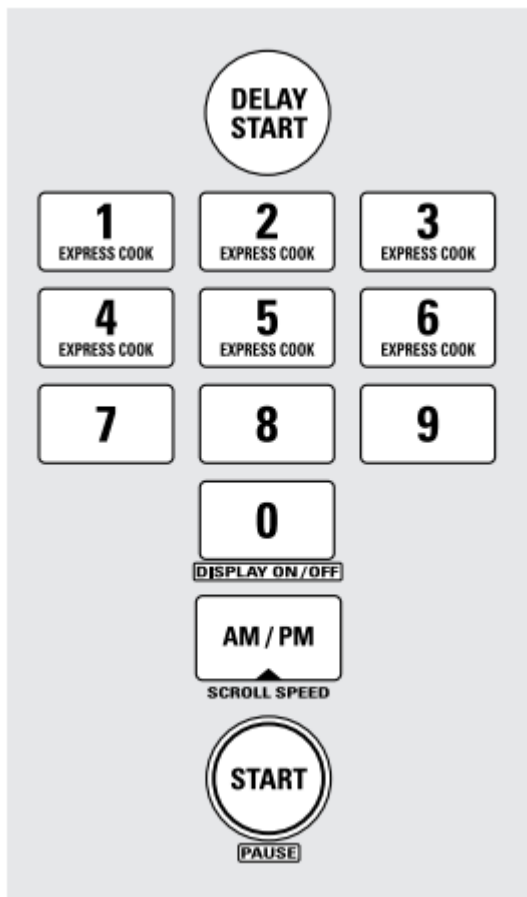 DELAY
START
1 2 3
EXPRESS COOK EXPRESS COOK EXPRESS COOK
4 5 6
EXPRESS COOK EXPRESS COOK EXPRESS COOK
7 8 9
0
DISPLAY ON/OFF
AM / PM
SCROLL SPEED
START
PAUSE